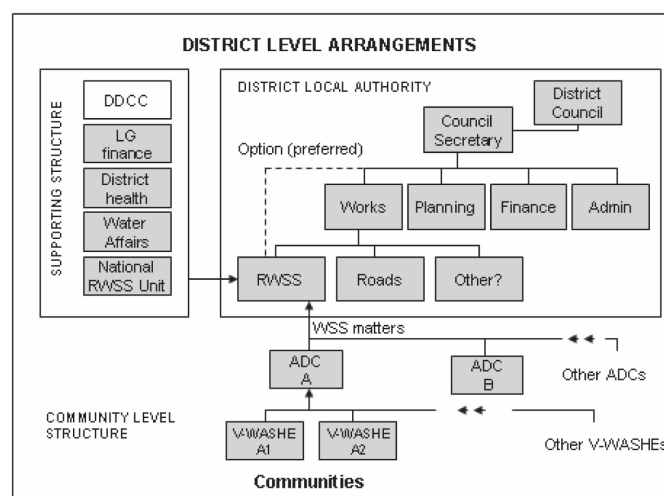 DISTRICT LEVEL ARRANGEMENTS
SUPPORTING STRUCTURE
DDCC
LG
finance
District
health
Water
Affairs
National
RWSS Unit
DISTRICT LOCAL AUTHORITY
District
Council
Council
Secretary
Option (preferred)
Works
Planning
Finance
Admin
RWSS
Roads
Other?
WSS matters
ADC
A
ADC
B
Other ADCs
COMMUNITY LEVEL
STRUCTURE
V-WASHE
A1
V-WASHE
A2
Other V-WASHEs
Communities